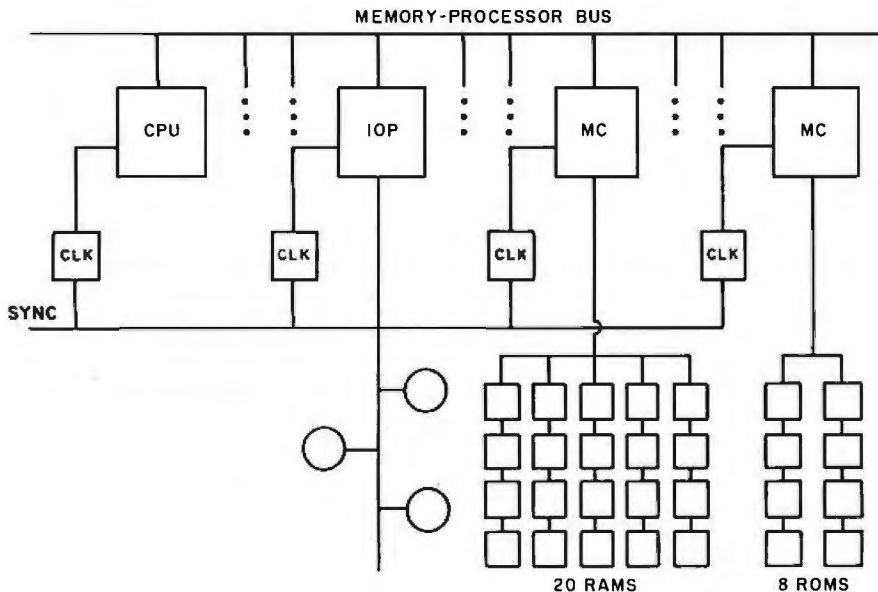 MEMORY-PROCESSOR BUS
CPU
IOP
MC
MC
CLK
CLK
CLK
CLK
SYNC
20 RAMS
8 ROMS